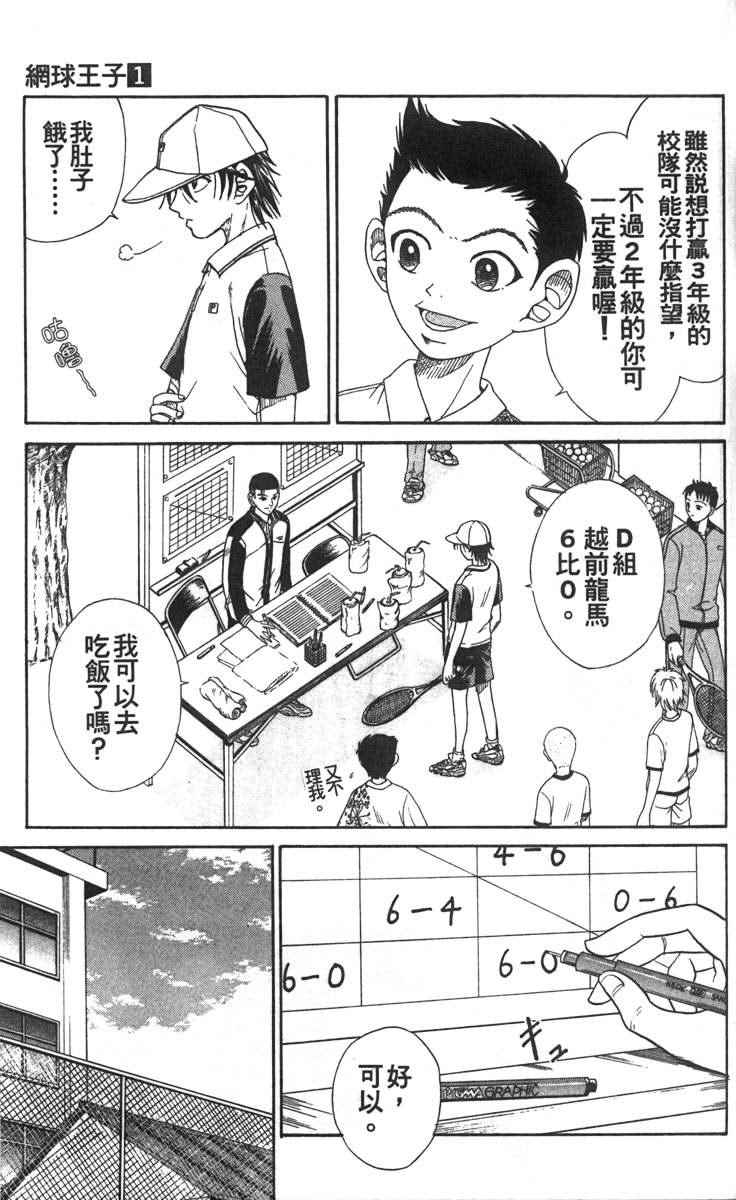 網球王子1
雖然說想打贏3年級的
校隊可能沒什麼指望，
不過2年級的你可
一定要贏喔！
我肚子
餓了……
咕嚕～
D組
越前龍馬
6比0。
我可以去
吃飯了嗎？
又不
理我。
4-6
6-4
0-6
6-0
6-0
キュ
好，
可以。
GRAPHIC